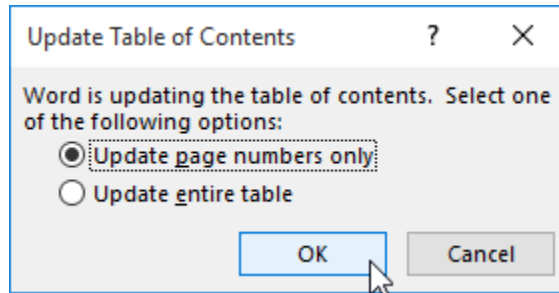 Update Table of Contents ?
Word is updating the table of contents. Select one
of the following options:
Update page numbers only
Update entire table
OK Cancel